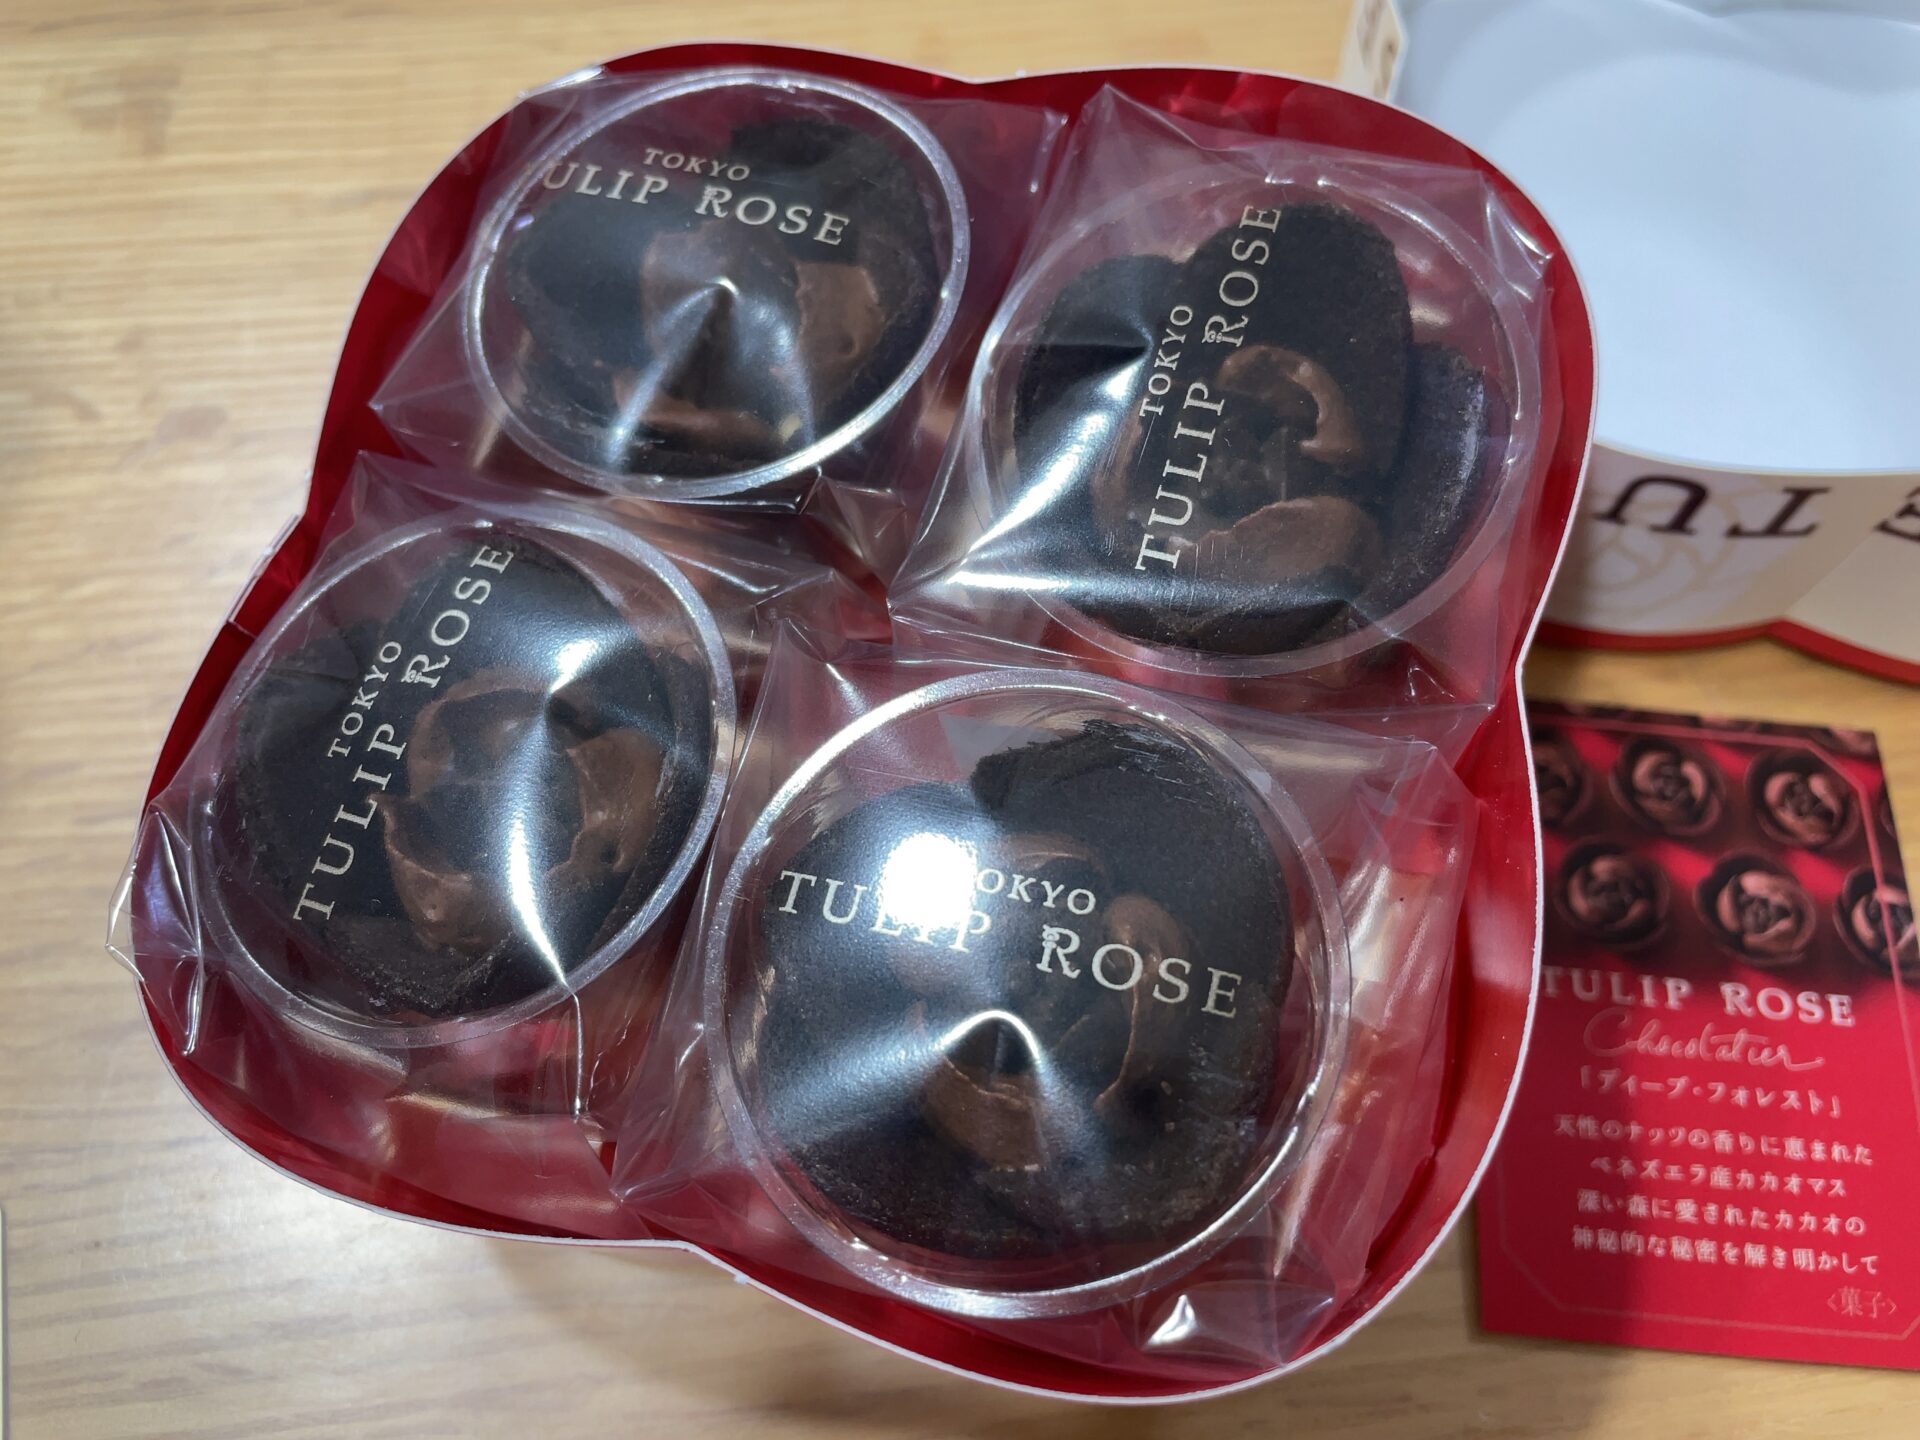 TOKYO
ULIP ROSE
TOKYO
TULIP ROSE
TOKYO
TULIP ROSE
OKYO
TULIP ROSE
TU
TULIP ROSE
Chocolatier
「ディープ・フォレスト」
天性のナッツの香りに恵まれた
ベネズエラ産カカオマス
深い森に愛されたカカオの
神秘的な秘密を解き明かして
〈菓子〉